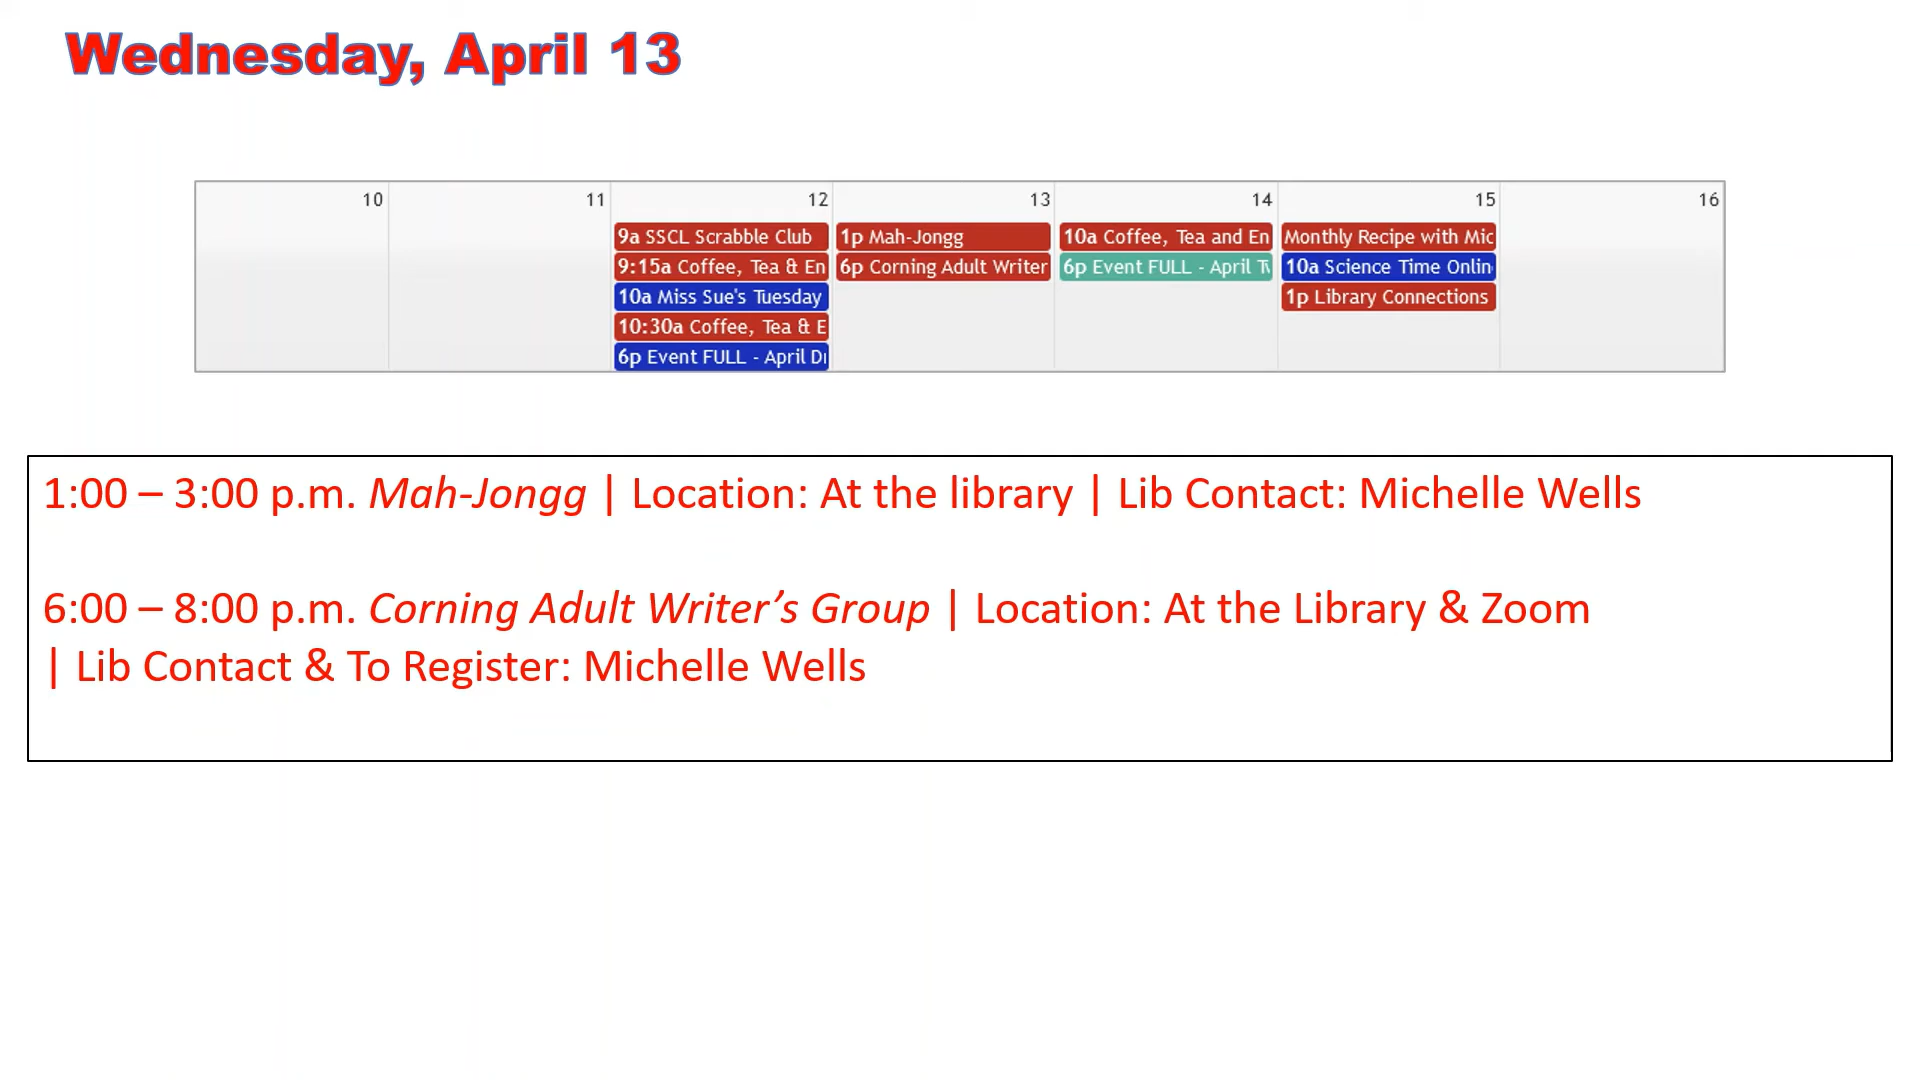 Wednesday, April 13
10 11 12 13 14 15 16
9a SSCL Scrabble Club
9:15a Coffee, Tea & En
10a Miss Sue's Tuesday
10:30a Coffee, Tea & E
6p Event FULL - April
1p Mah-Jongg
6p Corning Adult Writer
10a Coffee, Tea and En
6p Event FULL - April
Monthly Recipe with Mic
10a Science Time Onlin
1p Library Connections
1:00 – 3:00 p.m. Mah-Jongg | Location: At the library | Lib Contact: Michelle Wells
6:00 – 8:00 p.m. Corning Adult Writer’s Group | Location: At the Library & Zoom
| Lib Contact & To Register: Michelle Wells